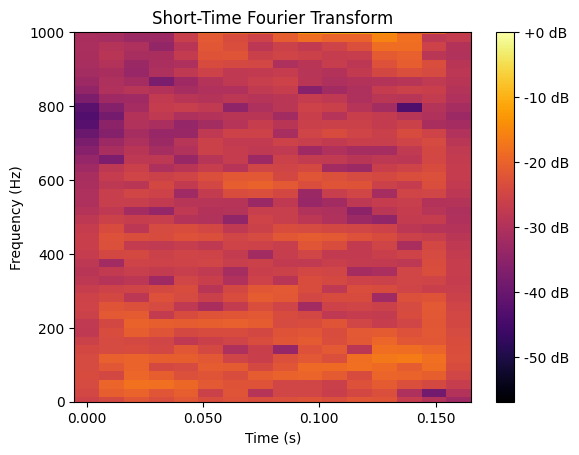 Short-Time Fourier Transform
1000
800
600
400
200
0
Frequency (Hz)
0.000
0.050
0.100
0.150
Time (s)
+0 dB
-10 dB
-20 dB
-30 dB
-40 dB
-50 dB